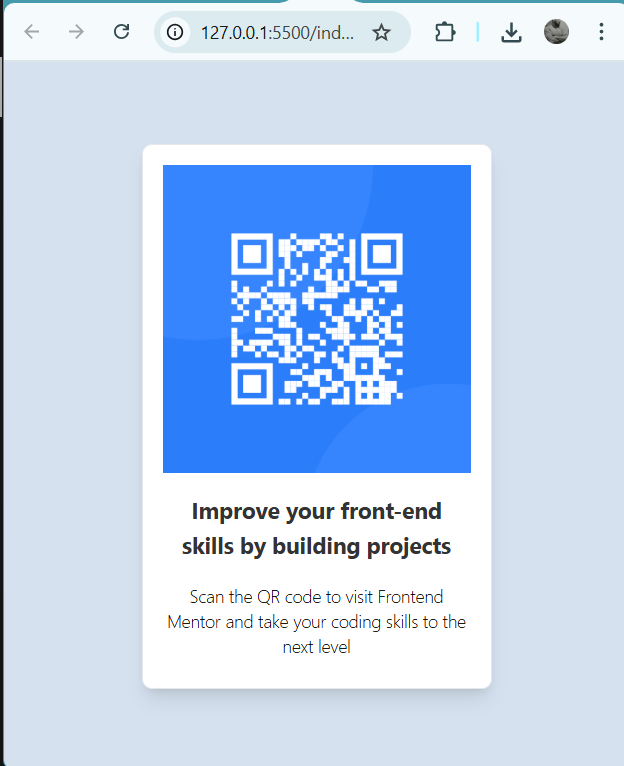 127.0.0.1:5500/ind...
Improve your front-end
skills by building projects
Scan the QR code to visit Frontend
Mentor and take your coding skills to the
next level